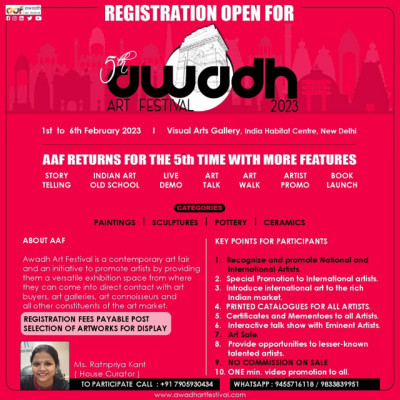 aaf awadh
REGISTRATION OPEN FOR
5th
awadh
ART FESTIVAL 2023
1st to 6th February 2023 | Visual Arts Gallery, India Habitat Centre, New Delhi
AAF RETURNS FOR THE 5th TIME WITH MORE FEATURES
STORY TELLING
INDIAN ART OLD SCHOOL
LIVE DEMO
ART TALK
ART WALK
ARTIST PROMO
BOOK LAUNCH
CATEGORIES
PAINTINGS | SCULPTURES | POTTERY | CERAMICS
ABOUT AAF
Awadh Art Festival is a contemporary art fair
and an initiative to promote artists by providing
them a versatile exhibition space from where
they can come into direct contact with art
buyers, art galleries, art connoisseurs and
all other constituents of the art market.
REGISTRATION FEES PAYABLE POST
SELECTION OF ARTWORKS FOR DISPLAY
Ms. Ratnpriya Kant
( House Curator )
KEY POINTS FOR PARTICIPANTS
1. Recognize and promote National and
International Artists.
2. Special Promotion to International artists.
3. introduce international art to the rich
Indian market.
4. PRINTED CATALOGUES FOR ALL ARTISTS.
5. Certificates and Mementoes to all Artists.
6. Interactive talk show with Eminent Artists.
7. Art Sale.
8. Provide opportunities to lesser-known
talented artists.
9. NO COMMISSION ON SALE
10. ONE min. video promotion to all.
TO PARTICIPATE CALL : +91 7905930434
WHATSAPP : 9455716118 / 9833839951
www.awadhartfestival.com